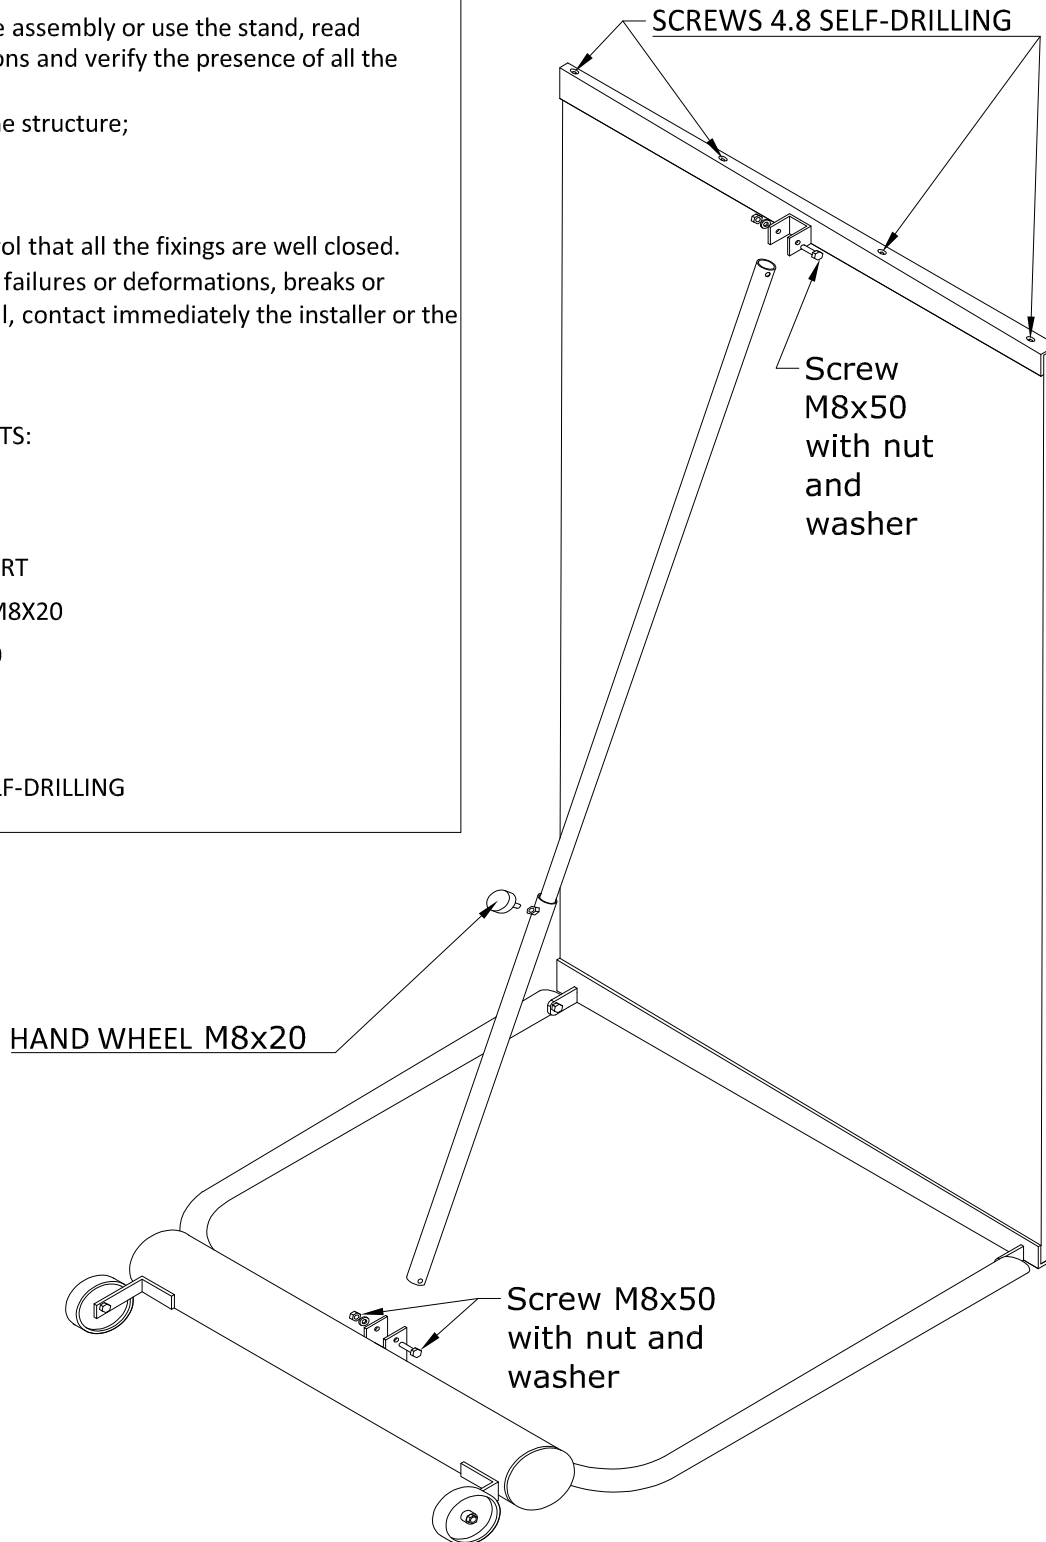 e assembly or use the stand, read
ons and verify the presence of all the
e structure;
rol that all the fixings are well closed.
failures or deformations, breaks or
l, contact immediately the installer or the
TS:
RT
M8X20
0
LF-DRILLING
SCREWS 4.8 SELF-DRILLING
Screw
M8x50
with nut
and
washer
HAND WHEEL M8x20
Screw M8x50
with nut and
washer